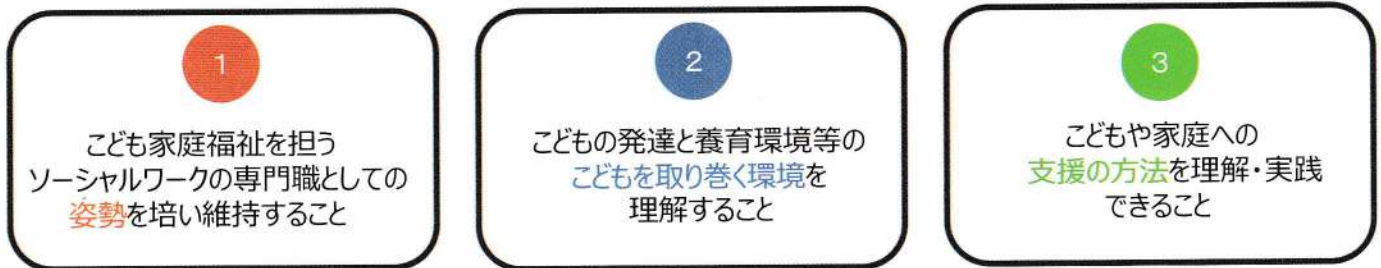 1
こども家庭福祉を担う
ソーシャルワークの専門職としての
姿勢を培い維持すること
2
こどもの発達と養育環境等の
こどもを取り巻く環境を
理解すること
3
こどもや家庭への
支援の方法を理解・実践
できること